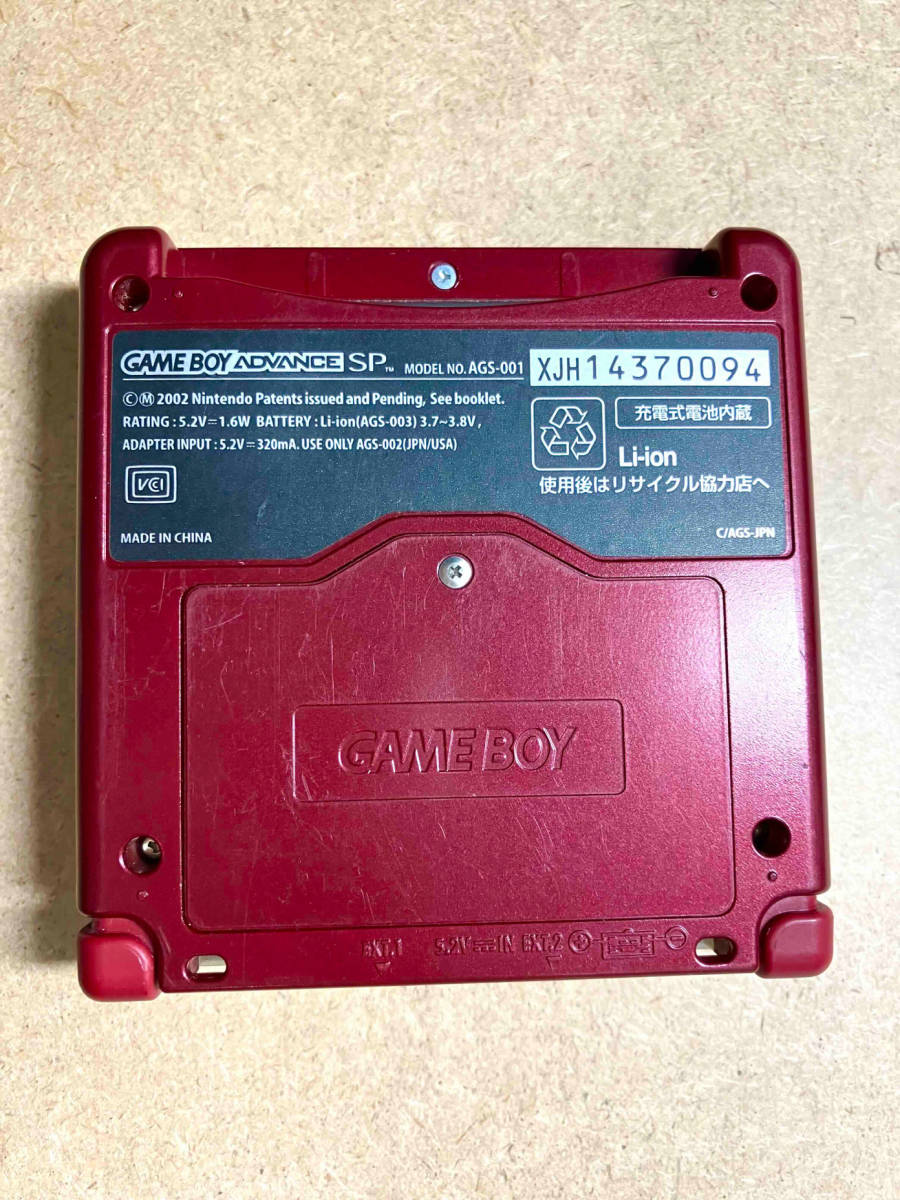 GAME BOY ADVANCE SP™ MODEL NO. AGS-001 XJH14370094
©Ⓜ 2002 Nintendo Patents issued and Pending, See booklet.
RATING : 5.2V⎓1.6W BATTERY : Li-ion(AGS-003) 3.7~3.8V,
ADAPTER INPUT : 5.2V⎓320mA. USE ONLY AGS-002(JPN/USA)
VCI
MADE IN CHINA
充電式電池内蔵
Li-ion
使用後はリサイクル協力店へ
C/AGS-JPN
GAME BOY
EXT.1 5.2V⎓IN EXT.2